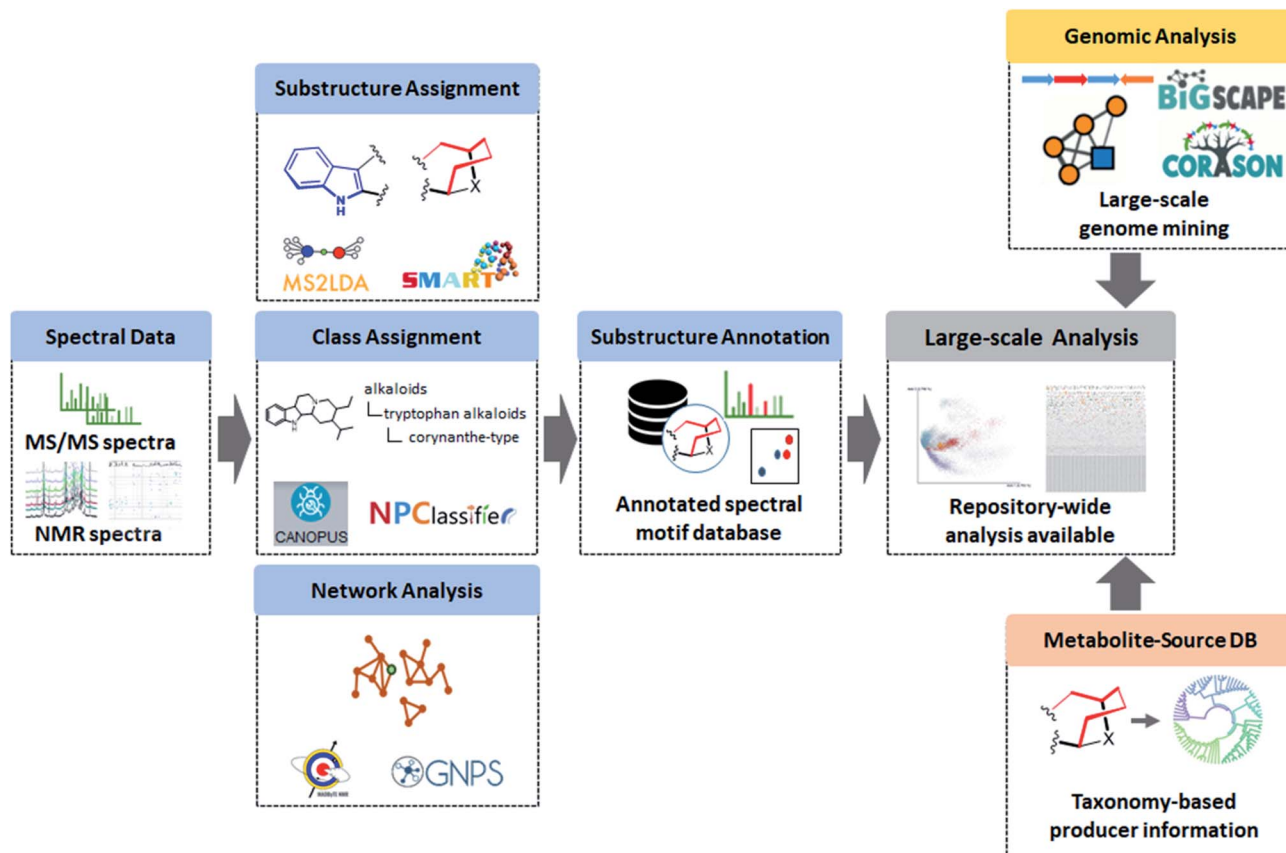 Genomic Analysis
BiG SCAPE
CORASON
Large-scale
genome mining
Substructure Assignment
N
H
X
MS2LDA
SMART
Spectral Data
MS/MS spectra
NMR spectra
Class Assignment
alkaloids
tryptophan alkaloids
corynanthe-type
N
N
H
CANOPUS
NPClassifier
Substructure Annotation
X
Annotated spectral
motif database
Large-scale Analysis
Repository-wide
analysis available
Network Analysis
GNPS
Metabolite-Source DB
X
Taxonomy-based
producer information